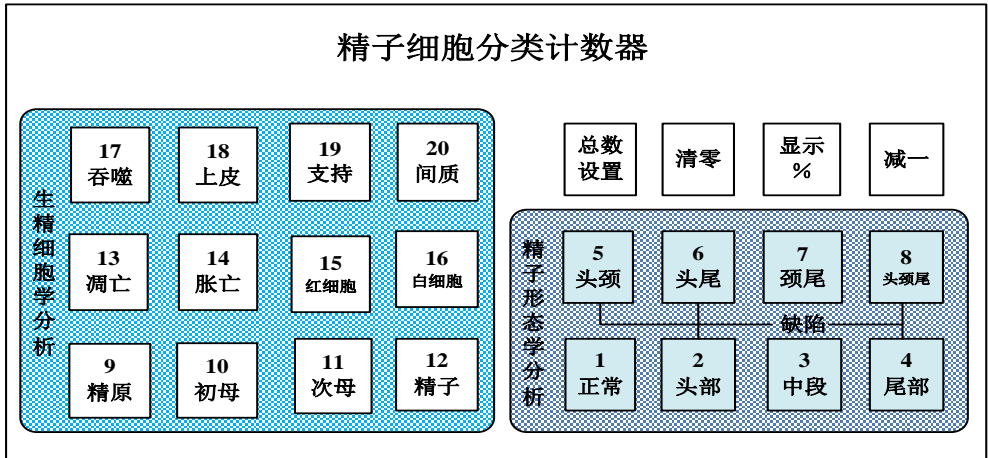 精子细胞分类计数器
生精细胞学分析
17
吞噬
18
上皮
19
支持
20
间质
13
凋亡
14
胀亡
15
红细胞
16
白细胞
9
精原
10
初母
11
次母
12
精子
总数
设置
清零
显示
%
减一
精子形态学分析
5
头颈
6
头尾
7
颈尾
8
头颈尾
缺陷
1
正常
2
头部
3
中段
4
尾部